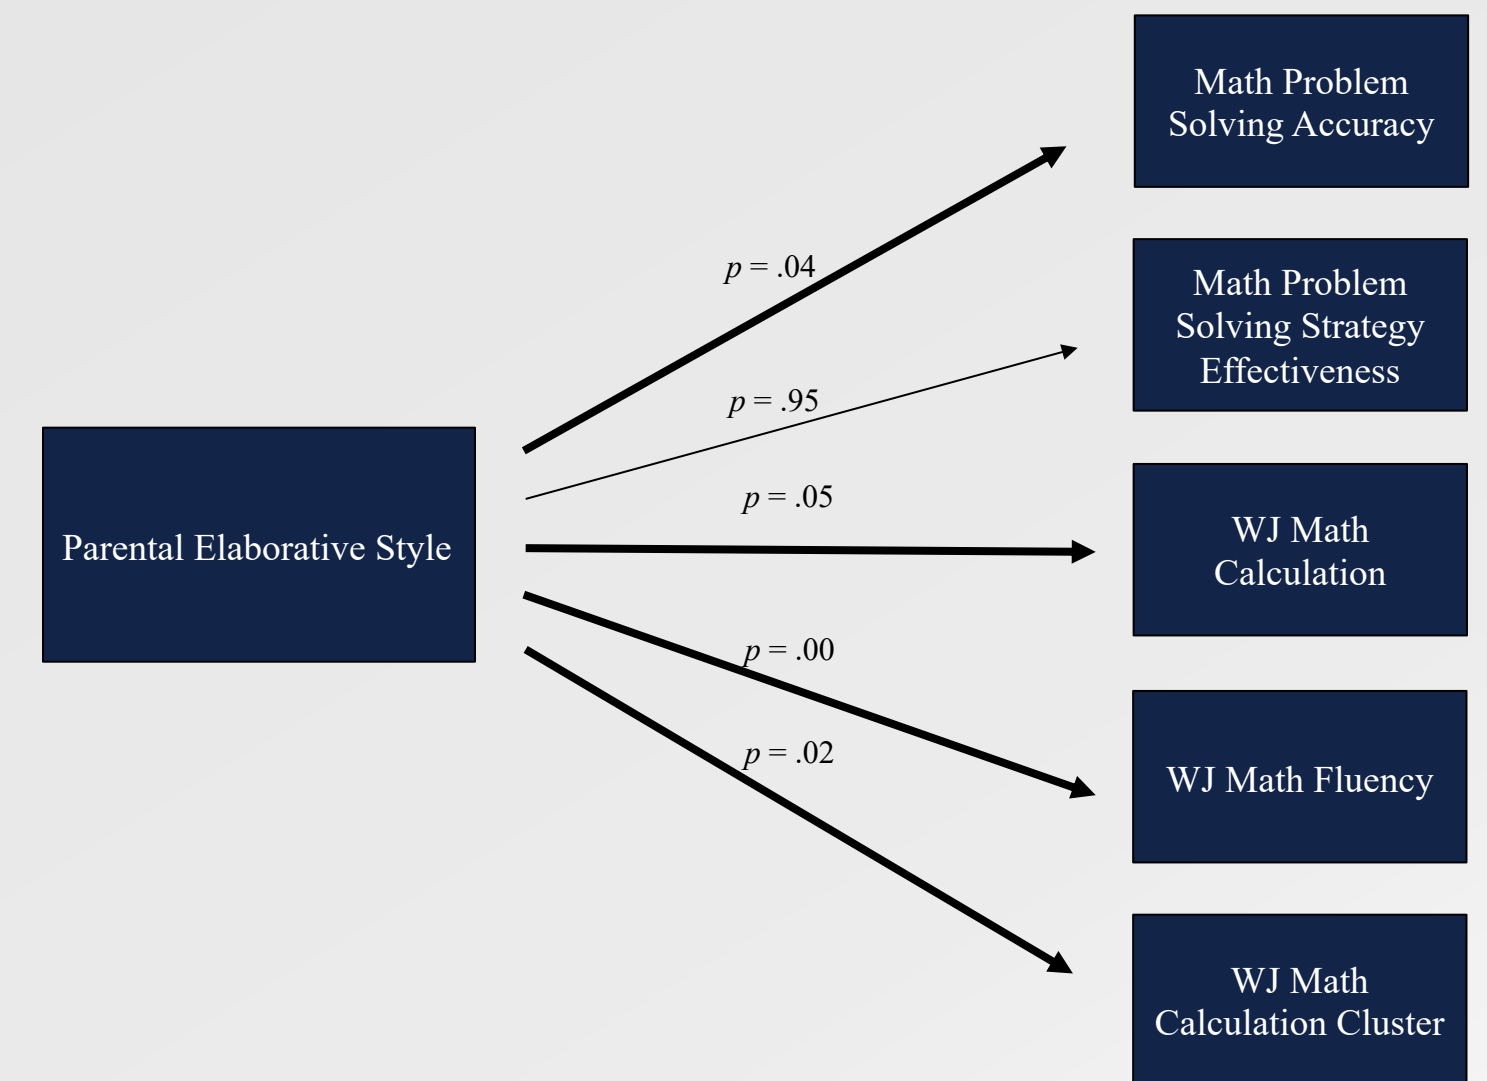 Math Problem
Solving Accuracy
p = .04
Math Problem
Solving Strategy
Effectiveness
p = .95
p = .05
Parental Elaborative Style
WJ Math
Calculation
p = .00
p = .02
WJ Math Fluency
WJ Math
Calculation Cluster